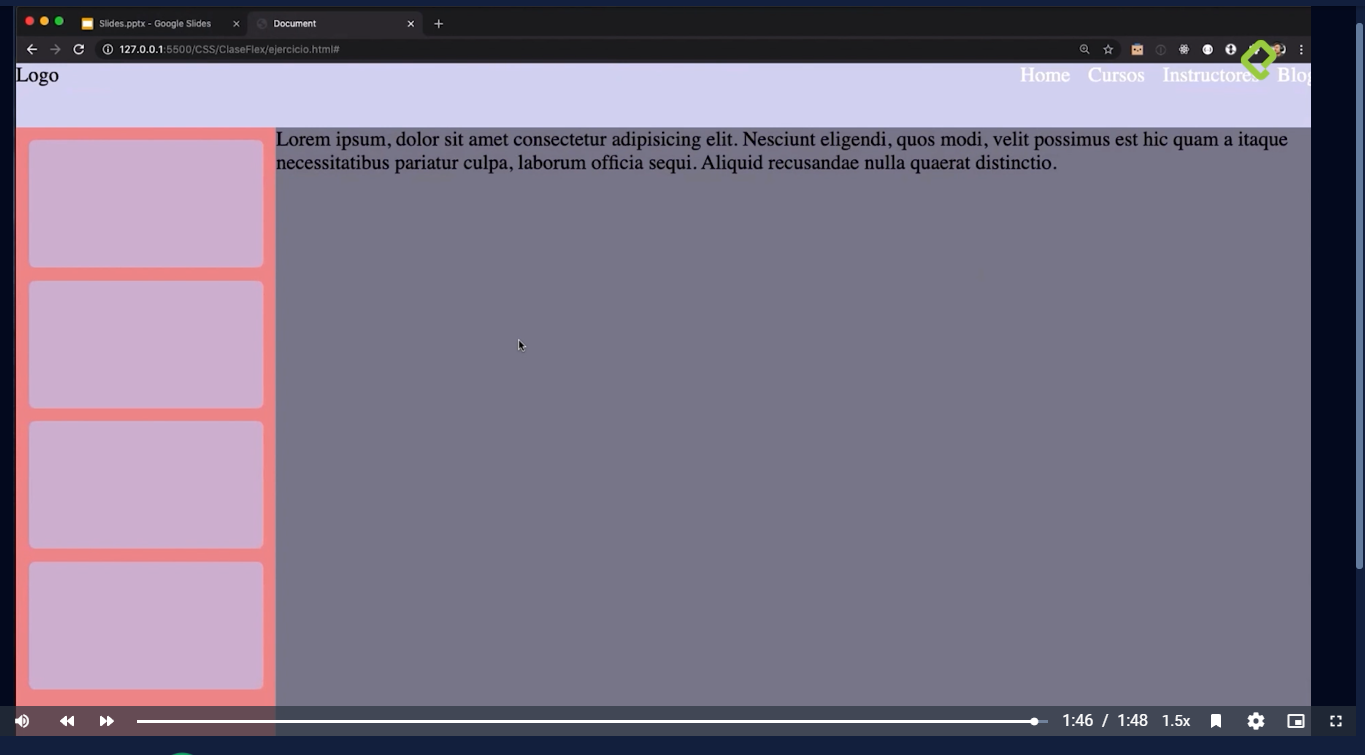 Slides.pptx - Google Slides
Document
127.0.0.1:5500/CSS/ClaseFlex/ejercicio.html#
Logo
Home Cursos Instructores Blog
Lorem ipsum, dolor sit amet consectetur adipisicing elit. Nesciunt eligendi, quos modi, velit possimus est hic quam a itaque
necessitatibus pariatur culpa, laborum officia sequi. Aliquid recusandae nulla quaerat distinctio.
1:46 / 1:48 1.5x